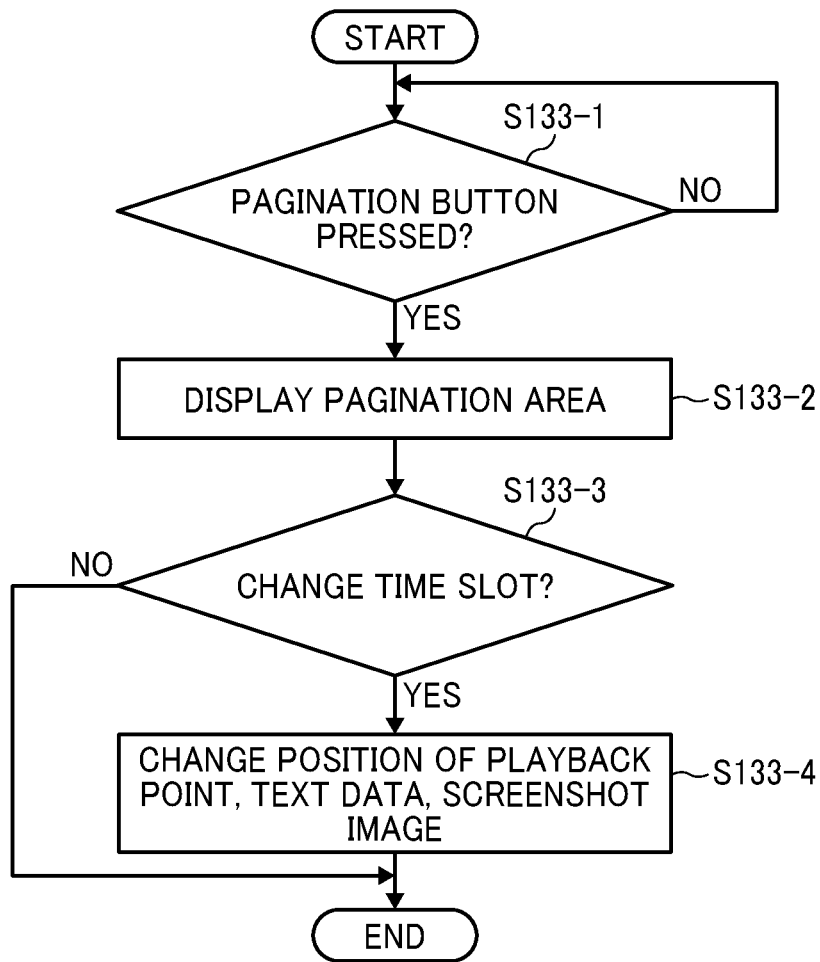 START
S133-1
PAGINATION BUTTON
PRESSED?
NO
YES
DISPLAY PAGINATION AREA
S133-2
S133-3
NO
CHANGE TIME SLOT?
YES
CHANGE POSITION OF PLAYBACK
POINT, TEXT DATA, SCREENSHOT
IMAGE
S133-4
END